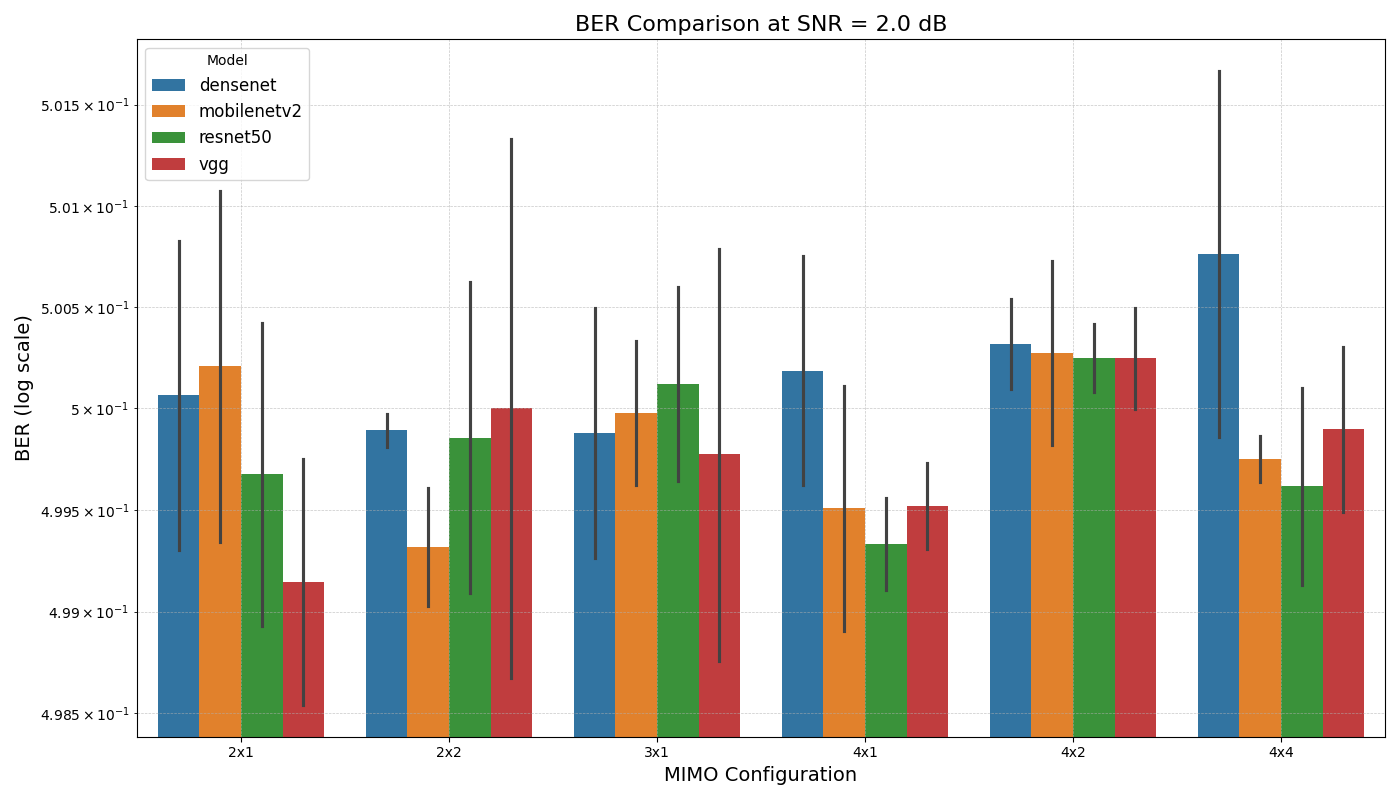 BER Comparison at SNR = 2.0 dB
Model
densenet
mobilenetv2
resnet50
vgg
5.015 × 10⁻¹
5.01 × 10⁻¹
5.005 × 10⁻¹
5 × 10⁻¹
4.995 × 10⁻¹
4.99 × 10⁻¹
4.985 × 10⁻¹
BER (log scale)
2x1 2x2 3x1 4x1 4x2 4x4
MIMO Configuration